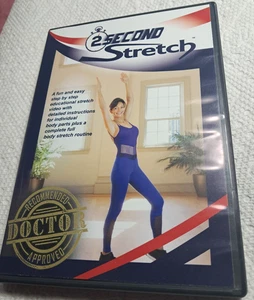 2 SECOND
Stretch
A fun and easy
step by step
educational stretch
video with
detailed instructions
for individual
body parts plus a
complete full
body stretch routine
RECOMMENDED
DOCTOR
APPROVED